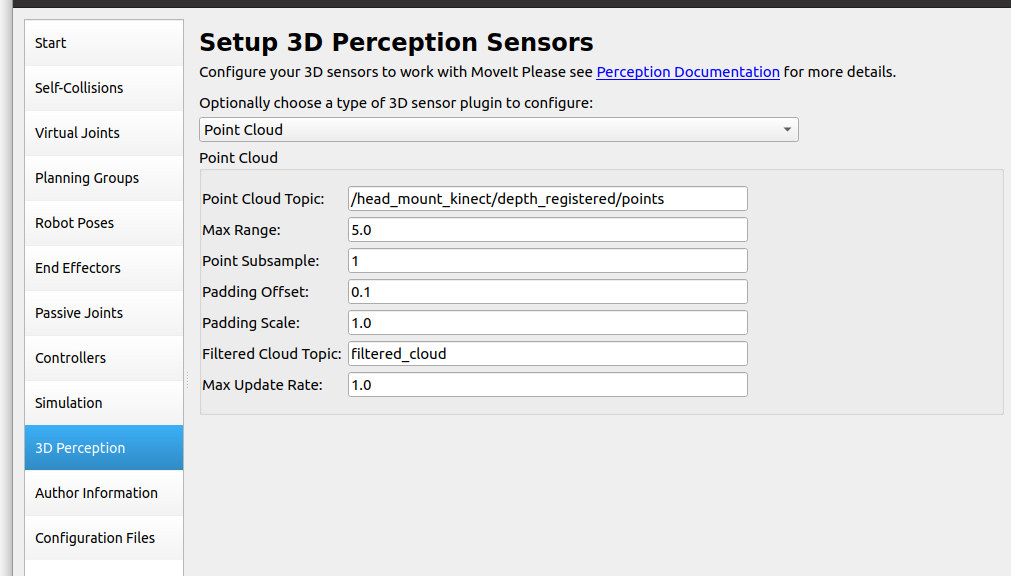 Start
Self-Collisions
Virtual Joints
Planning Groups
Robot Poses
End Effectors
Passive Joints
Controllers
Simulation
3D Perception
Author Information
Configuration Files
Setup 3D Perception Sensors
Configure your 3D sensors to work with MoveIt Please see Perception Documentation for more details.
Optionally choose a type of 3D sensor plugin to configure:
Point Cloud
Point Cloud
Point Cloud Topic: /head_mount_kinect/depth_registered/points
Max Range: 5.0
Point Subsample: 1
Padding Offset: 0.1
Padding Scale: 1.0
Filtered Cloud Topic: filtered_cloud
Max Update Rate: 1.0